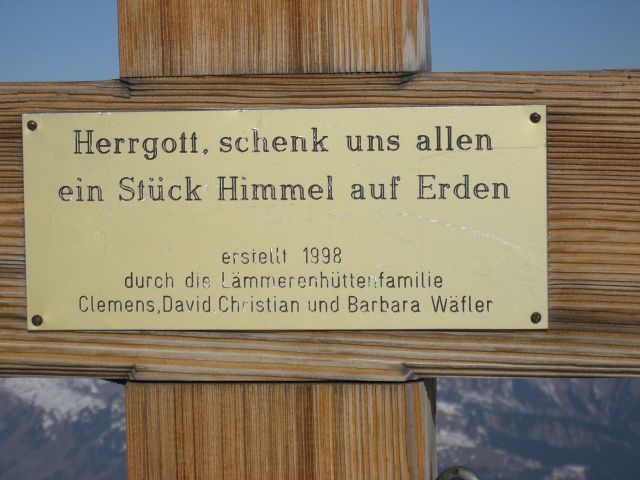 Herrgott, schenk uns allen
ein Stück Himmel auf Erden
erstellt 1998
durch die Lämmerenhüttenfamilie
Clemens,David,Christian und Barbara Wäfler